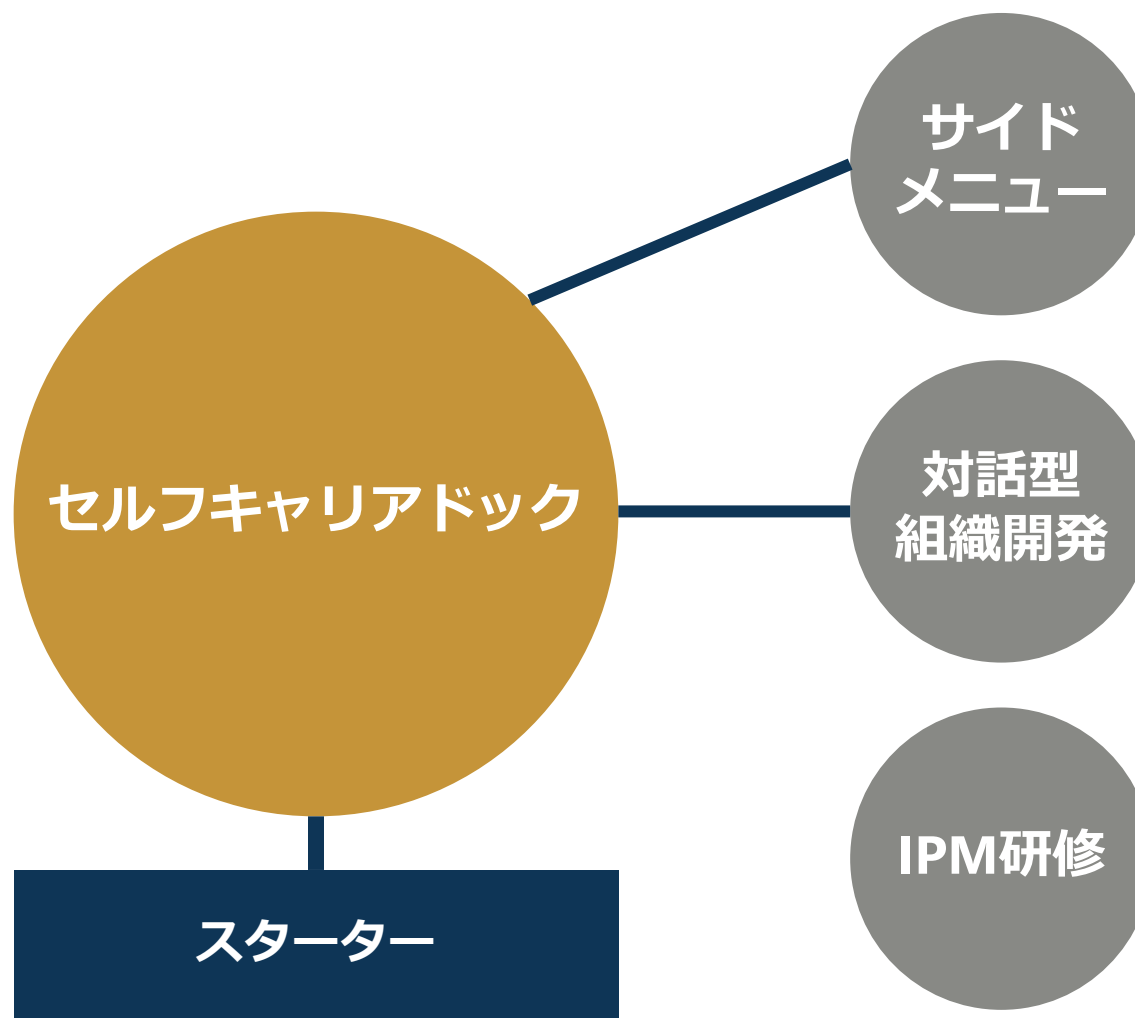 サイド
メニュー
セルフキャリアドック
対話型
組織開発
IPM研修
スターター